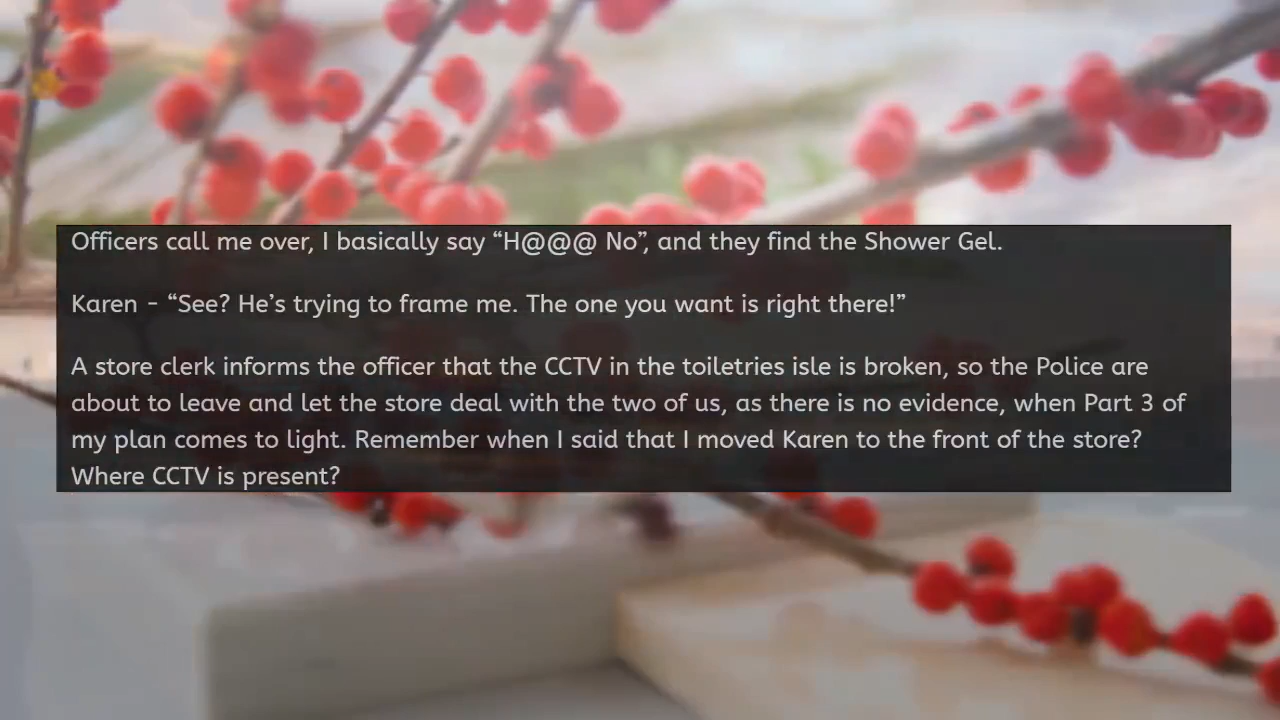 Officers call me over, I basically say “H@@@ No”, and they find the Shower Gel.
Karen - “See? He’s trying to frame me. The one you want is right there!”
A store clerk informs the officer that the CCTV in the toiletries isle is broken, so the Police are
about to leave and let the store deal with the two of us, as there is no evidence, when Part 3 of
my plan comes to light. Remember when I said that I moved Karen to the front of the store?
Where CCTV is present?